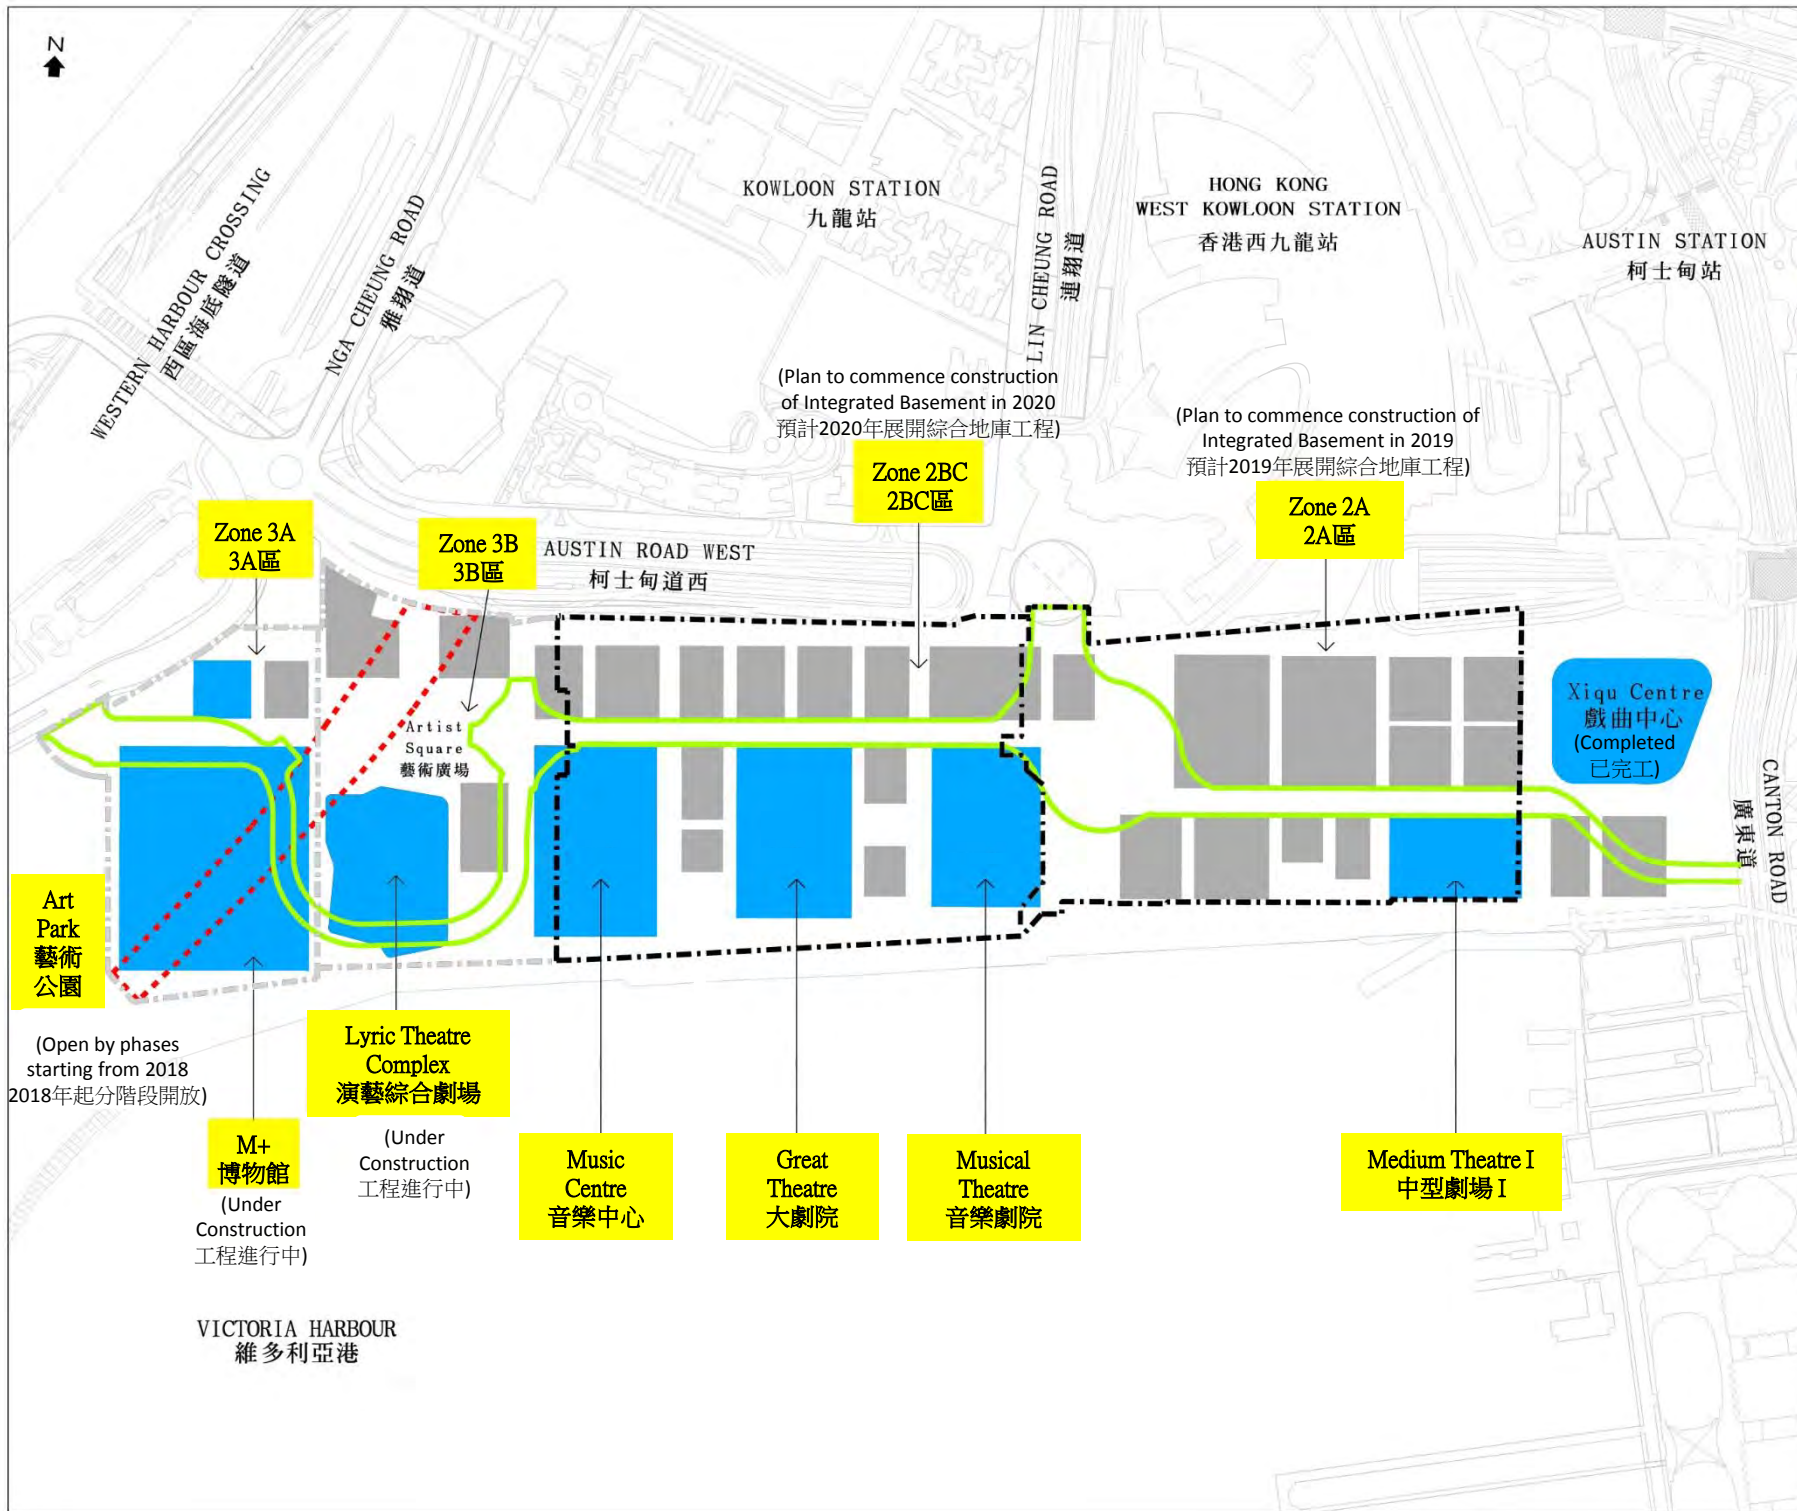 N
WESTERN HARBOUR CROSSING
西區海底隧道
NGA CHEUNG ROAD
雅翔道
KOWLOON STATION
九龍站
LIN CHEUNG ROAD
連翔道
HONG KONG
WEST KOWLOON STATION
香港西九龍站
AUSTIN STATION
柯士甸站
(Plan to commence construction
of Integrated Basement in 2020
預計2020年展開綜合地庫工程)
(Plan to commence construction of
Integrated Basement in 2019
預計2019年展開綜合地庫工程)
Zone 2BC
2BC區
Zone 2A
2A區
Zone 3A
3A區
Zone 3B
3B區
AUSTIN ROAD WEST
柯士甸道西
Artist
Square
藝術廣場
Xiqu Centre
戲曲中心
(Completed
已完工)
CANTON ROAD
廣東道
Art
Park
藝術
公園
(Open by phases
starting from 2018
2018年起分階段開放)
Lyric Theatre
Complex
演藝綜合劇場
(Under
Construction
工程進行中)
M+
博物館
(Under
Construction
工程進行中)
Music
Centre
音樂中心
Great
Theatre
大劇院
Musical
Theatre
音樂劇院
Medium Theatre I
中型劇場 I
VICTORIA HARBOUR
維多利亞港